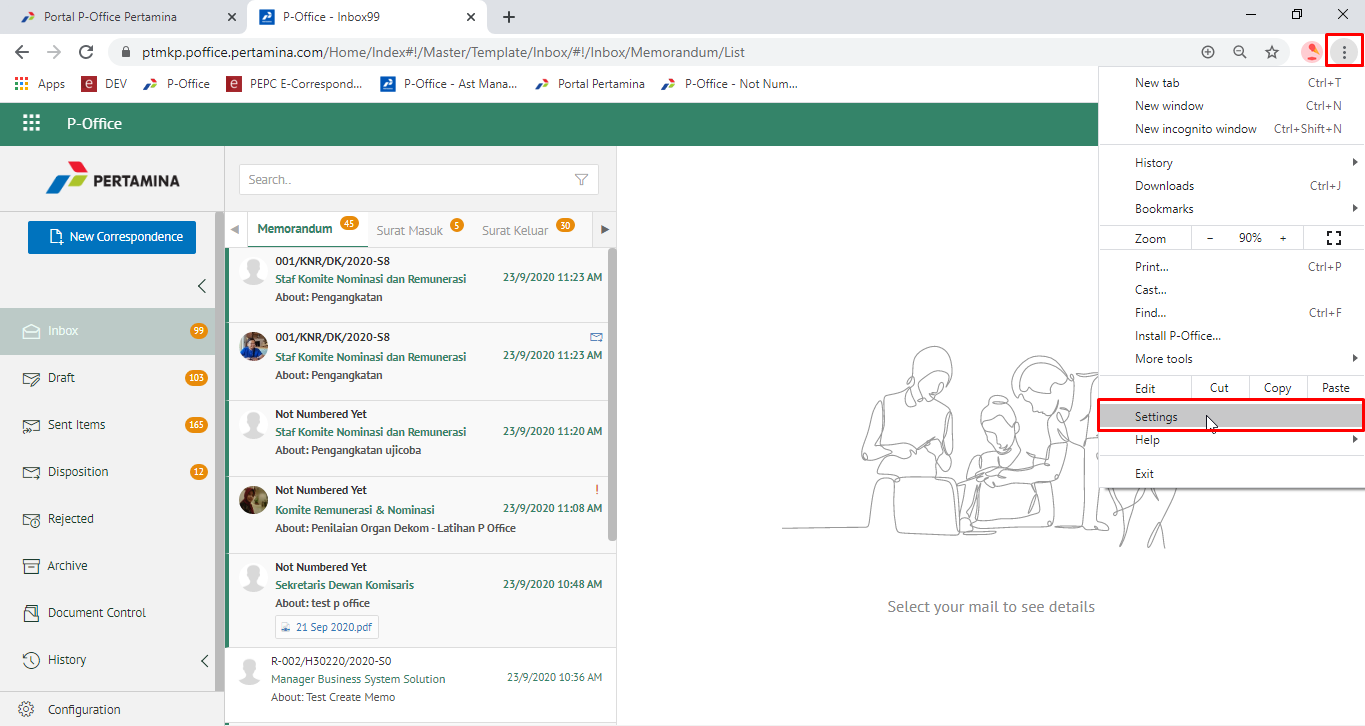 Portal P-Office Pertamina
P-Office - Inbox99
ptmkp.poffice.pertamina.com/Home/Index#!/Master/Template/Inbox/#!/Inbox/Memorandum/List
Apps
e DEV
P-Office
e PEPC E-Correspond...
P-Office - Ast Mana...
Portal Pertamina
P-Office - Not Num...
P-Office
PERTAMINA
New Correspondence
Inbox 99
Draft 103
Sent Items 165
Disposition 12
Rejected
Archive
Document Control
History
Configuration
Search..
Memorandum 45
Surat Masuk 5
Surat Keluar 30
001/KNR/DK/2020-S8
Staf Komite Nominasi dan Remunerasi 23/9/2020 11:23 AM
About: Pengangkatan
001/KNR/DK/2020-S8
Staf Komite Nominasi dan Remunerasi 23/9/2020 11:23 AM
About: Pengangkatan
Not Numbered Yet
Staf Komite Nominasi dan Remunerasi 23/9/2020 11:20 AM
About: Pengangkatan ujicoba
Not Numbered Yet !
Komite Remunerasi & Nominasi 23/9/2020 11:08 AM
About: Penilaian Organ Dekom - Latihan P Office
Not Numbered Yet
Sekretaris Dewan Komisaris 23/9/2020 10:48 AM
About: test p office
21 Sep 2020.pdf
R-002/H30220/2020-S0
Manager Business System Solution 23/9/2020 10:36 AM
About: Test Create Memo
Select your mail to see details
New tab Ctrl+T
New window Ctrl+N
New incognito window Ctrl+Shift+N
History
Downloads Ctrl+J
Bookmarks
Zoom - 90% +
Print... Ctrl+P
Cast...
Find... Ctrl+F
Install P-Office...
More tools
Edit Cut Copy Paste
Settings
Help
Exit